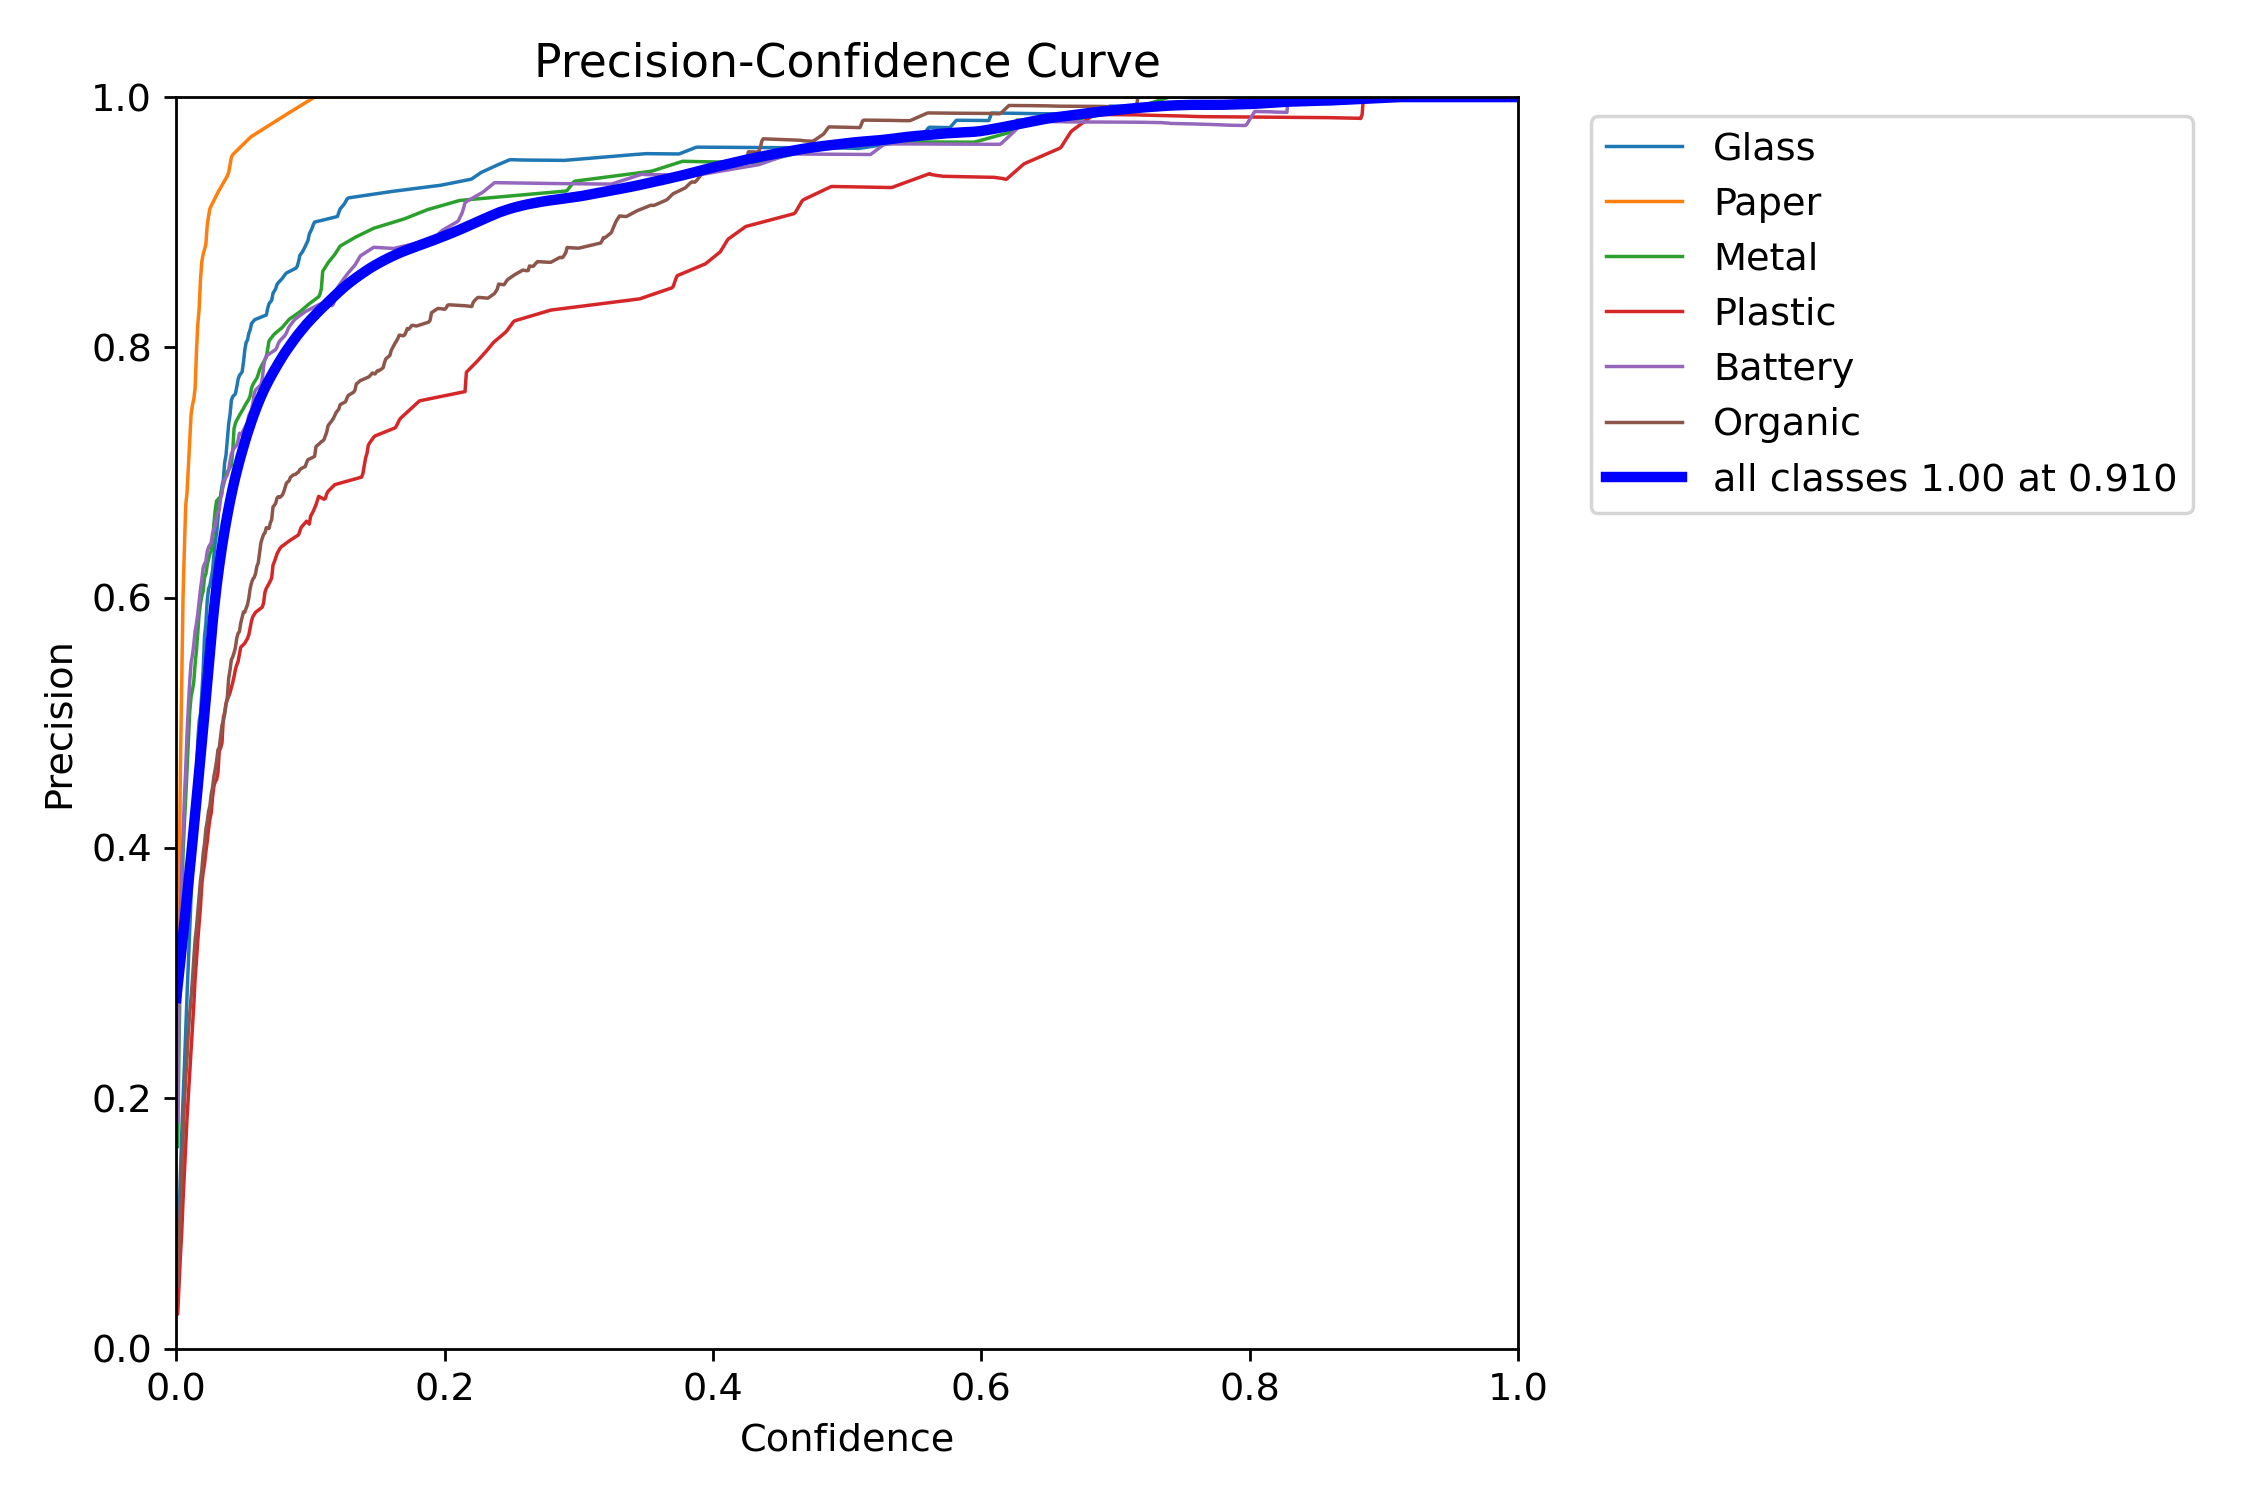 Precision-Confidence Curve
1.0
0.8
0.6
0.4
0.2
0.0
Precision
0.0 0.2 0.4 0.6 0.8 1.0
Confidence
Glass
Paper
Metal
Plastic
Battery
Organic
all classes 1.00 at 0.910